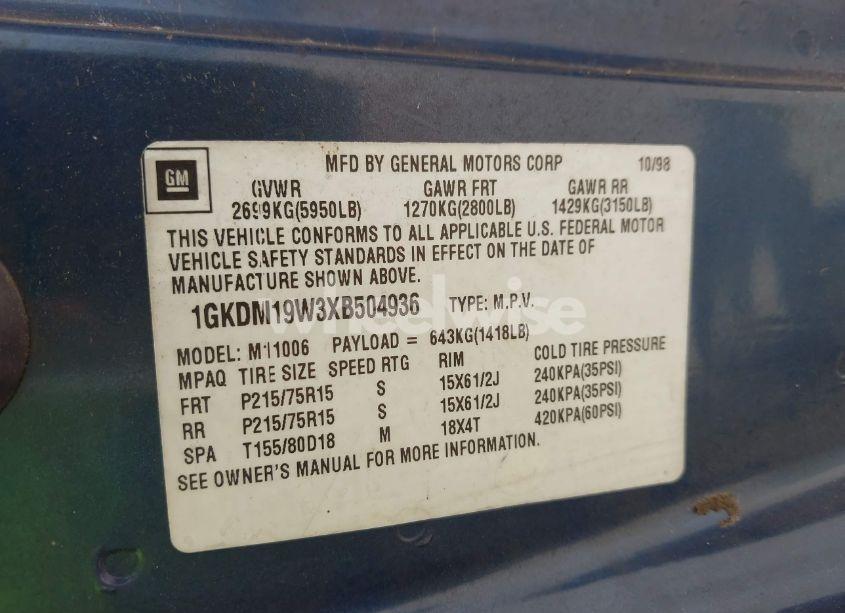 GM
MFD BY GENERAL MOTORS CORP 10/98
GVWR GAWR FRT GAWR RR
2699KG(5950LB) 1270KG(2800LB) 1429KG(3150LB)
THIS VEHICLE CONFORMS TO ALL APPLICABLE U.S. FEDERAL MOTOR
VEHICLE SAFETY STANDARDS IN EFFECT ON THE DATE OF
MANUFACTURE SHOWN ABOVE.
1GKDM19W3XB504936 TYPE: M.P.V.
wheelwise
MODEL: M11006 PAYLOAD = 643KG(1418LB)
MPAQ TIRE SIZE SPEED RTG RIM COLD TIRE PRESSURE
FRT P215/75R15 S 15X61/2J 240KPA(35PSI)
RR P215/75R15 S 15X61/2J 240KPA(35PSI)
SPA T155/80D18 M 18X4T 420KPA(60PSI)
SEE OWNER'S MANUAL FOR MORE INFORMATION.